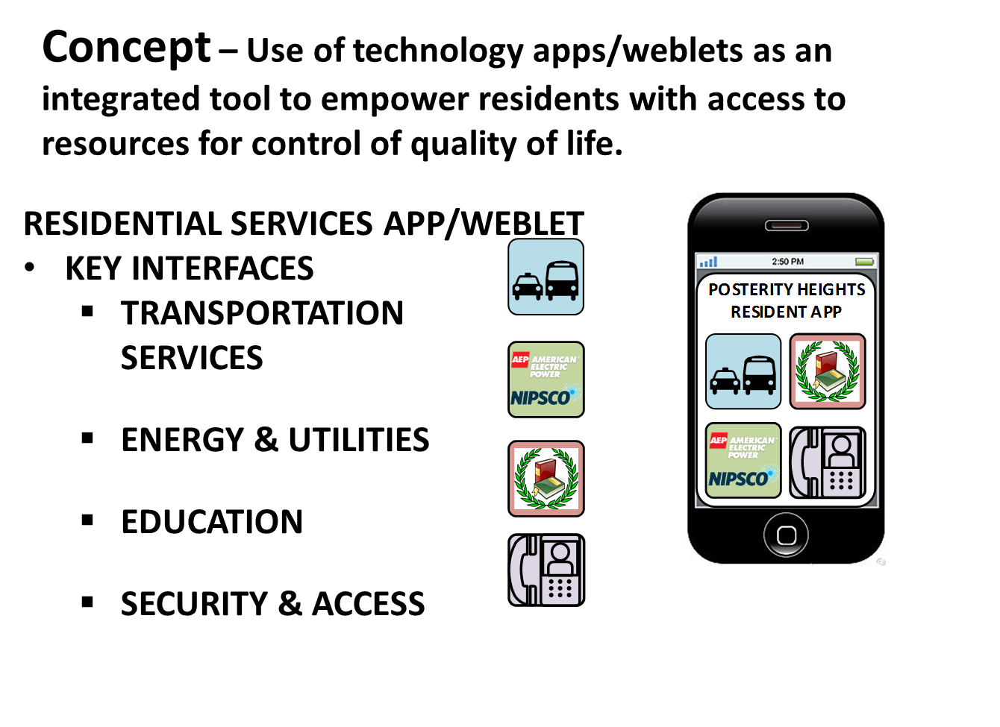 Concept – Use of technology apps/weblets as an
integrated tool to empower residents with access to
resources for control of quality of life.
RESIDENTIAL SERVICES APP/WEBLET
• KEY INTERFACES
▪ TRANSPORTATION
SERVICES
▪ ENERGY & UTILITIES
▪ EDUCATION
▪ SECURITY & ACCESS
AEP AMERICAN
ELECTRIC
POWER
NIPSCO
2:50 PM
POSTERITY HEIGHTS
RESIDENT APP
AEP AMERICAN
ELECTRIC
POWER
NIPSCO